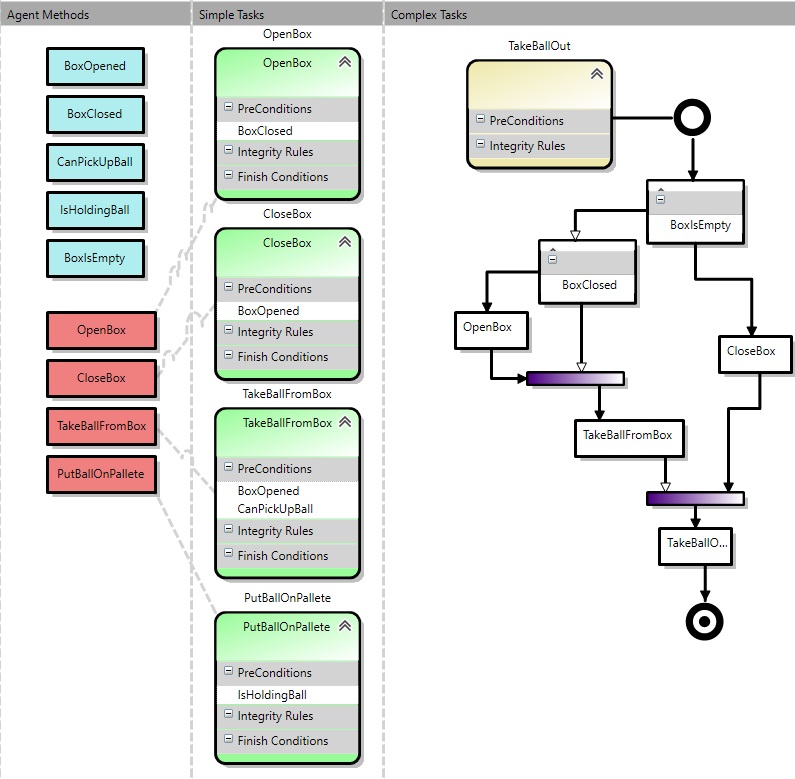 Agent Methods
BoxOpened
BoxClosed
CanPickUpBall
IsHoldingBall
BoxIsEmpty
OpenBox
CloseBox
TakeBallFromBox
PutBallOnPallete
Simple Tasks
OpenBox
OpenBox
PreConditions
BoxClosed
Integrity Rules
Finish Conditions
CloseBox
CloseBox
PreConditions
BoxOpened
Integrity Rules
Finish Conditions
TakeBallFromBox
TakeBallFromBox
PreConditions
BoxOpened
CanPickUpBall
Integrity Rules
Finish Conditions
PutBallOnPallete
PutBallOnPallete
PreConditions
IsHoldingBall
Integrity Rules
Finish Conditions
Complex Tasks
TakeBallOut
PreConditions
Integrity Rules
BoxIsEmpty
BoxClosed
OpenBox
CloseBox
TakeBallFromBox
TakeBallO...